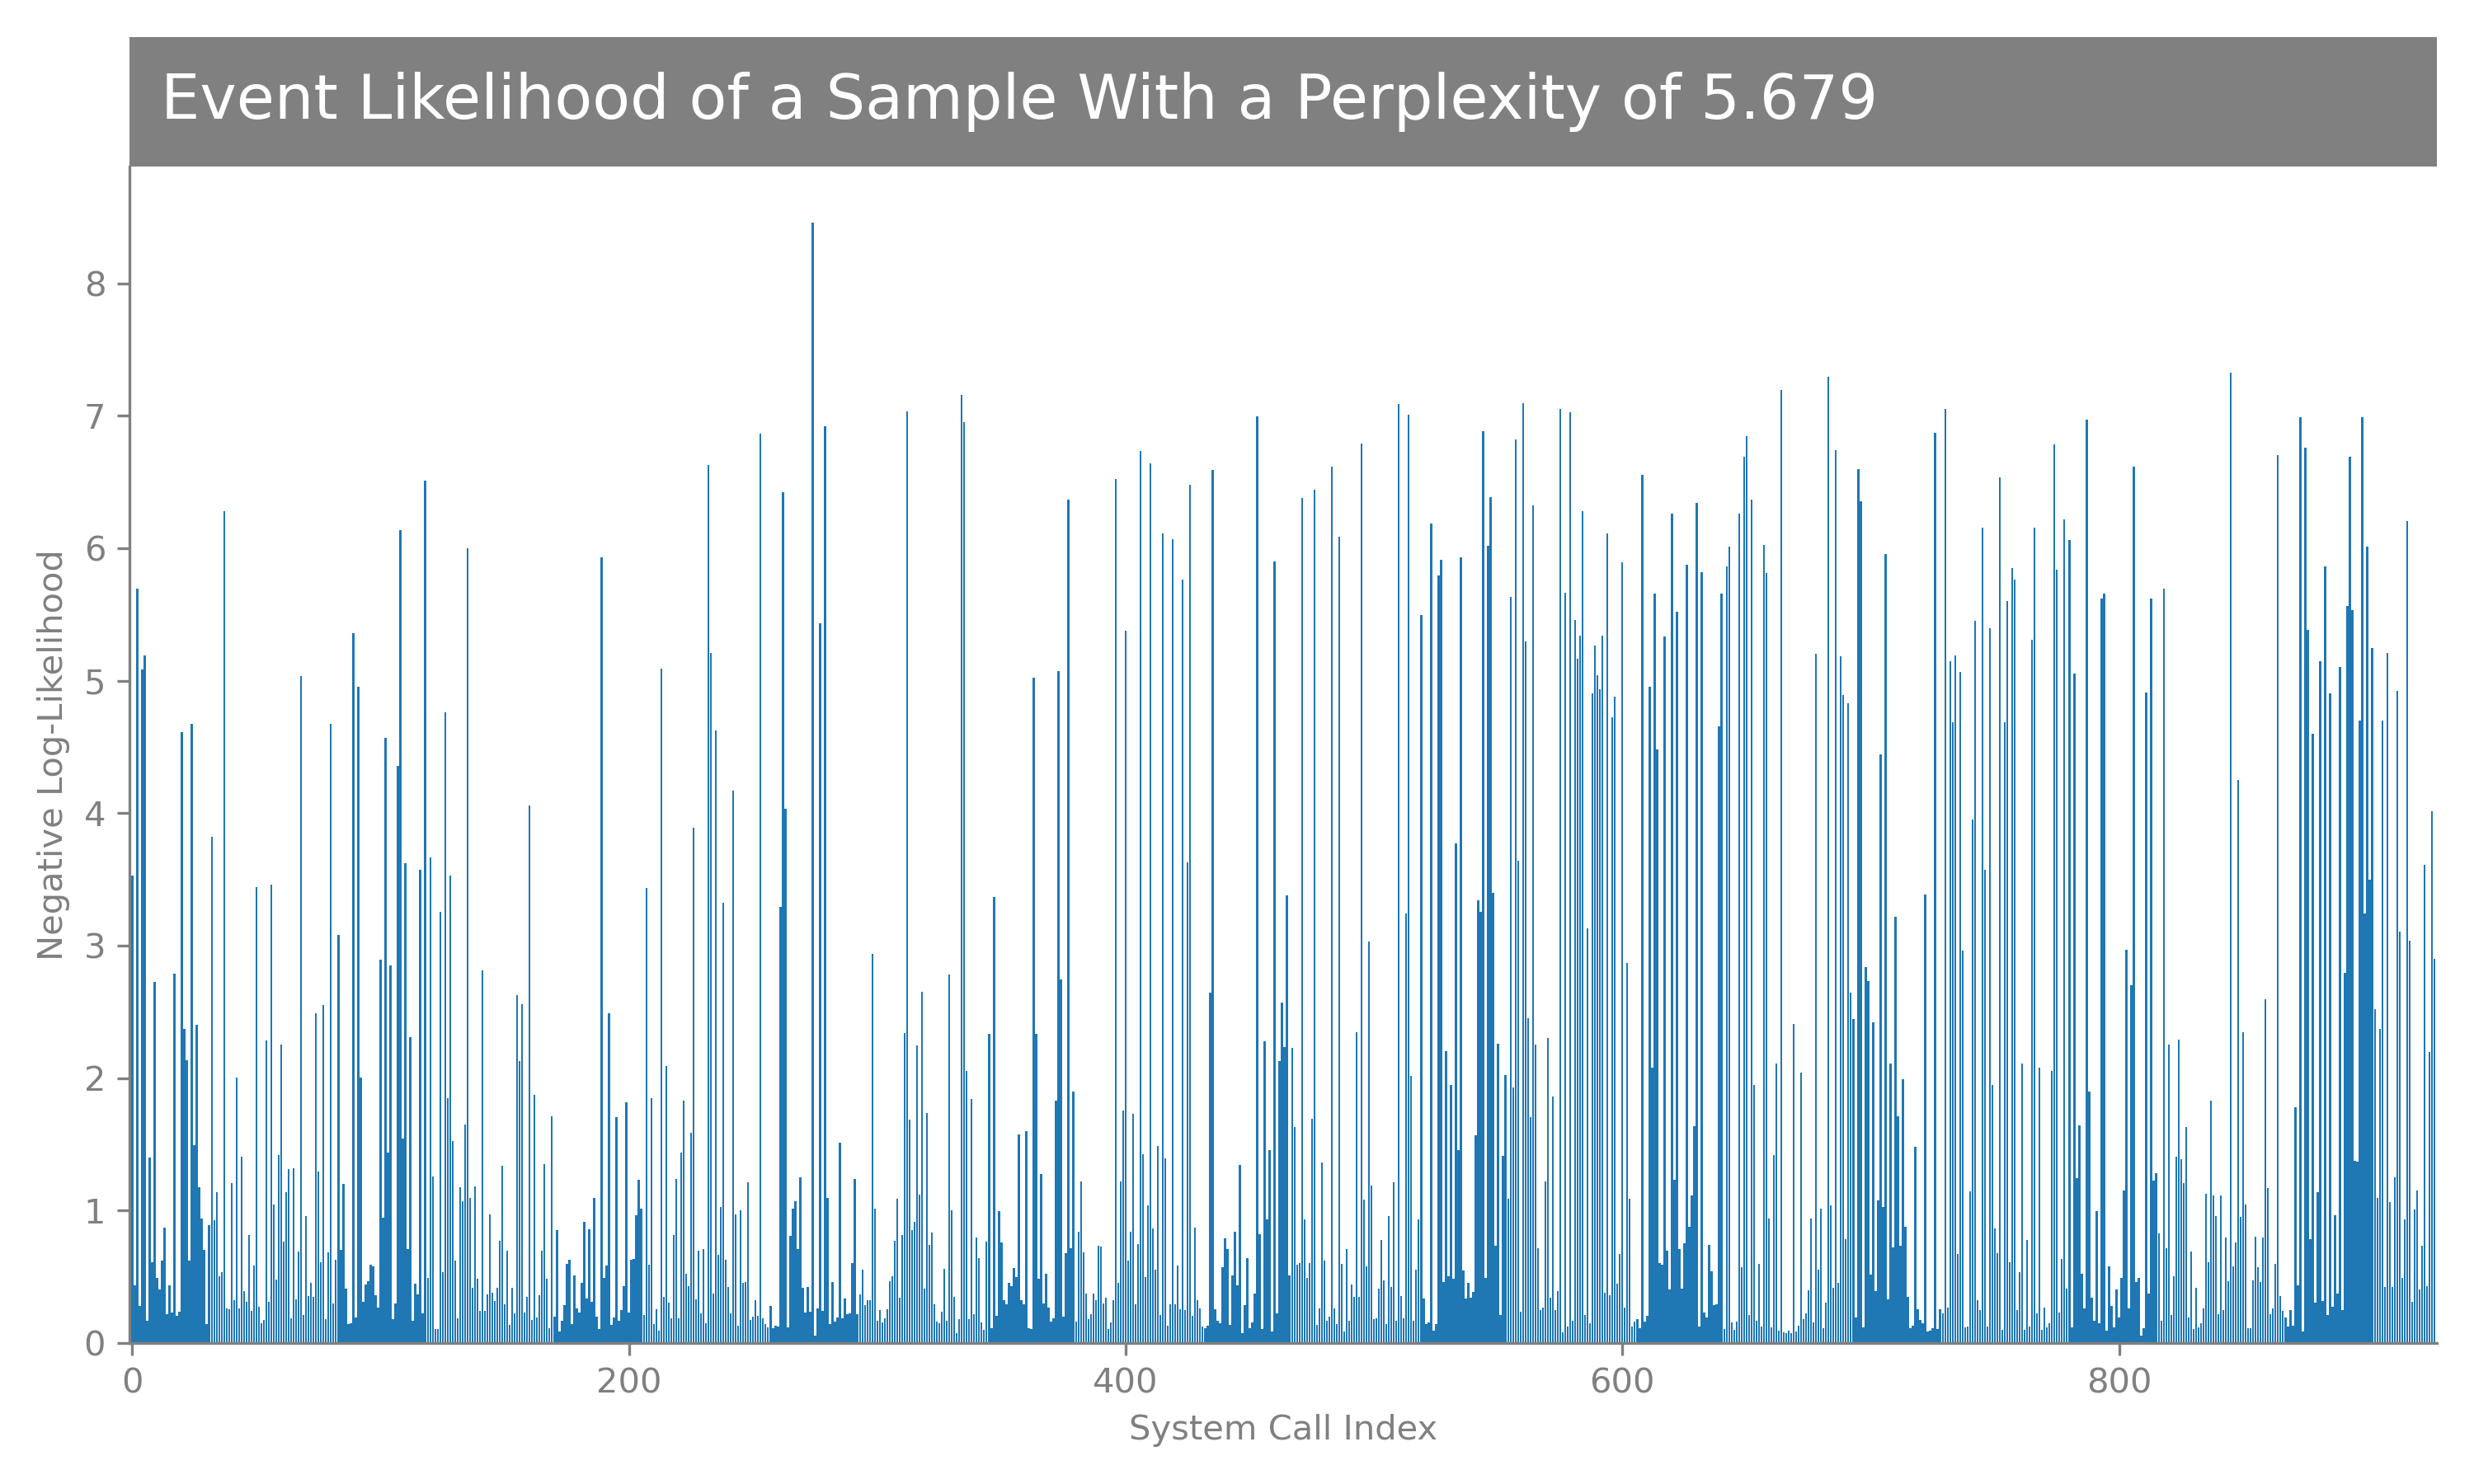 Event Likelihood of a Sample With a Perplexity of 5.679
Negative Log-Likelihood
8
7
6
5
4
3
2
1
0
0 200 400 600 800
System Call Index